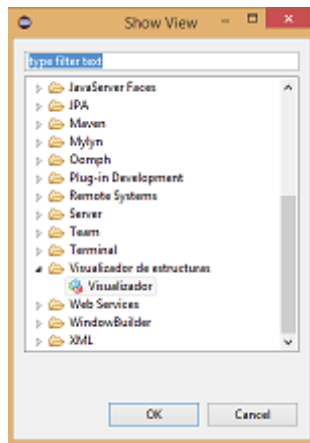 Show View
type filter text
JavaServer Faces
JPA
Maven
Mylyn
Oomph
Plug-in Development
Remote Systems
Server
Team
Terminal
Visualizador de estructuras
Visualizador
Web Services
WindowBuilder
XML
OK Cancel